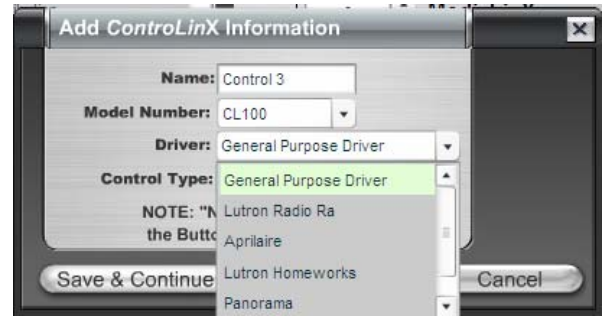 Add ControLinX Information
Name: Control 3
Model Number: CL100
Driver: General Purpose Driver
Control Type: General Purpose Driver
NOTE: "N
Lutron Radio Ra
the Butto
Aprilaire
Lutron Homeworks
Save & Continue
Cancel
Panorama